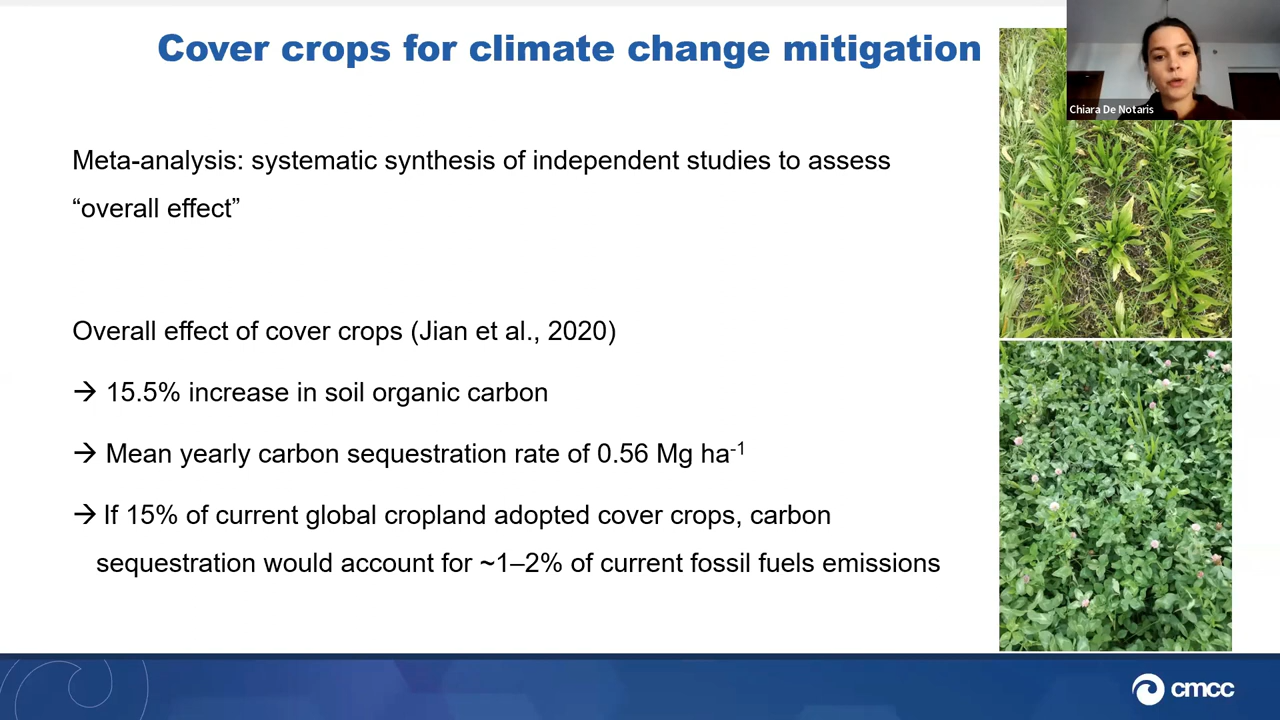 Cover crops for climate change mitigation
Chiara De Notaris
Meta-analysis: systematic synthesis of independent studies to assess
“overall effect”
Overall effect of cover crops (Jian et al., 2020)
→ 15.5% increase in soil organic carbon
→ Mean yearly carbon sequestration rate of 0.56 Mg ha⁻¹
→ If 15% of current global cropland adopted cover crops, carbon
sequestration would account for ~1–2% of current fossil fuels emissions
cmcc